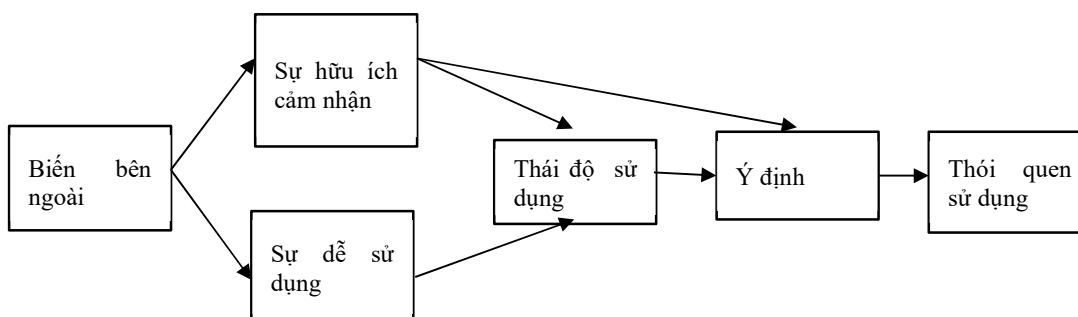 Sự hữu ích
cảm nhận
Biến bên
ngoài
Thái độ sử
dụng
Ý định
Thói quen
sử dụng
Sự dễ sử
dụng